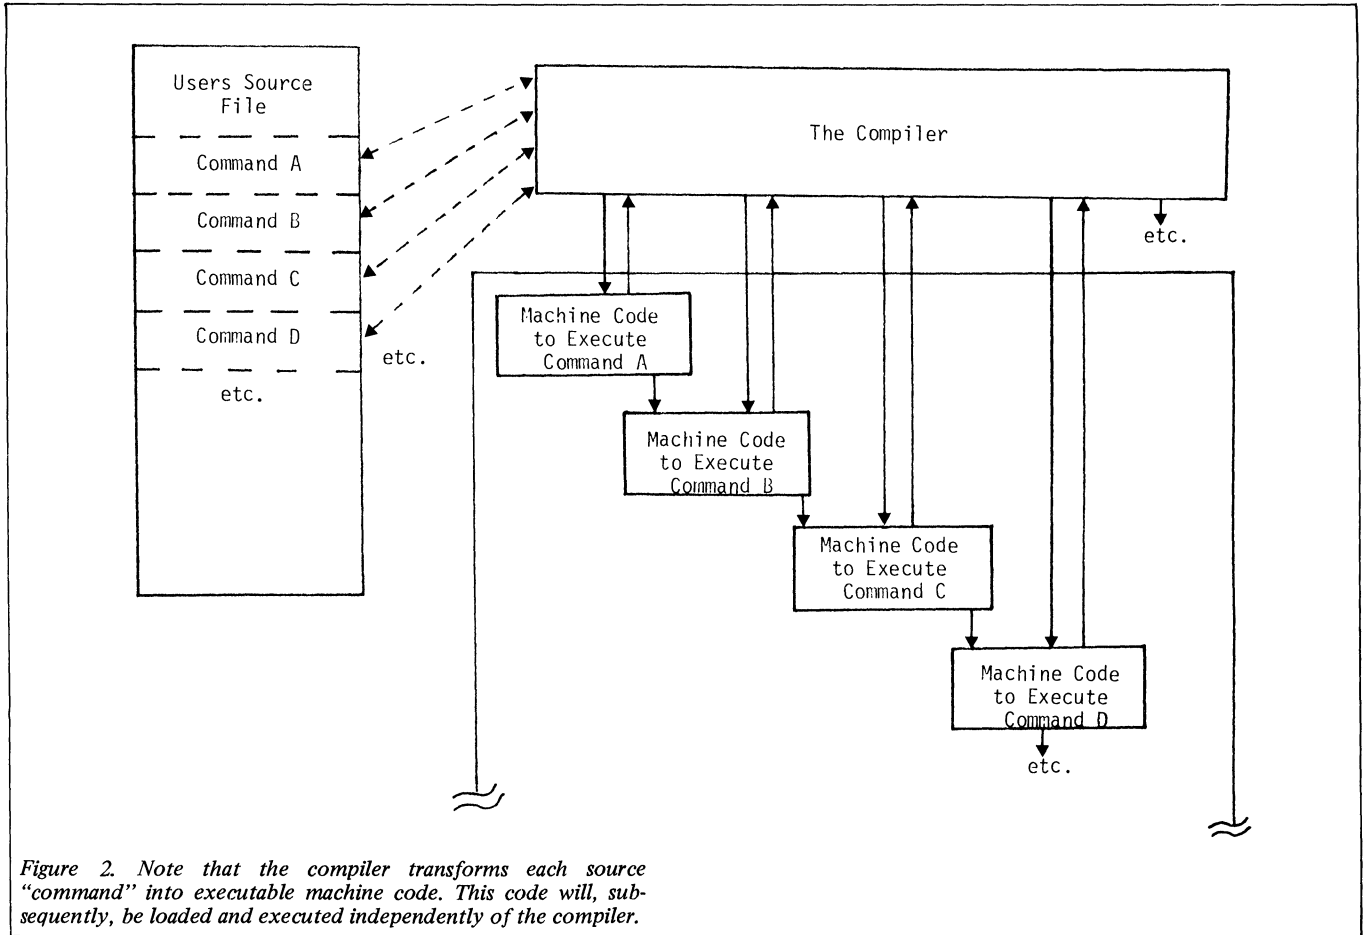 Users Source
File
Command A
Command B
Command C
Command D
etc.
etc.
The Compiler
etc.
Machine Code
to Execute
Command A
Machine Code
to Execute
Command B
Machine Code
to Execute
Command C
Machine Code
to Execute
Command D
etc.
Figure 2. Note that the compiler transforms each source
“command” into executable machine code. This code will, sub-
sequently, be loaded and executed independently of the compiler.